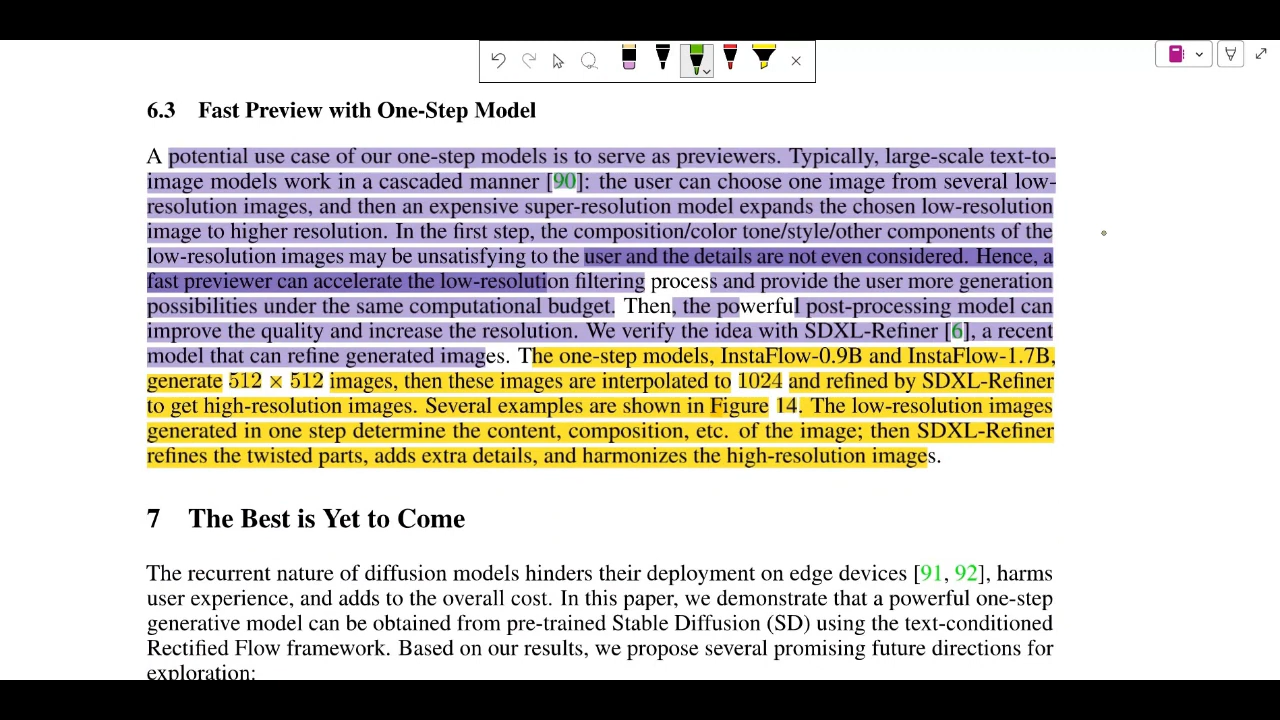 6.3 Fast Preview with One-Step Model
A potential use case of our one-step models is to serve as previewers. Typically, large-scale text-to-
image models work in a cascaded manner [90]: the user can choose one image from several low-
resolution images, and then an expensive super-resolution model expands the chosen low-resolution
image to higher resolution. In the first step, the composition/color tone/style/other components of the
low-resolution images may be unsatisfying to the user and the details are not even considered. Hence, a
fast previewer can accelerate the low-resolution filtering process and provide the user more generation
possibilities under the same computational budget. Then, the powerful post-processing model can
improve the quality and increase the resolution. We verify the idea with SDXL-Refiner [6], a recent
model that can refine generated images. The one-step models, InstaFlow-0.9B and InstaFlow-1.7B,
generate 512 × 512 images, then these images are interpolated to 1024 and refined by SDXL-Refiner
to get high-resolution images. Several examples are shown in Figure 14. The low-resolution images
generated in one step determine the content, composition, etc. of the image; then SDXL-Refiner
refines the twisted parts, adds extra details, and harmonizes the high-resolution images.
7 The Best is Yet to Come
The recurrent nature of diffusion models hinders their deployment on edge devices [91, 92], harms
user experience, and adds to the overall cost. In this paper, we demonstrate that a powerful one-step
generative model can be obtained from pre-trained Stable Diffusion (SD) using the text-conditioned
Rectified Flow framework. Based on our results, we propose several promising future directions for
exploration: